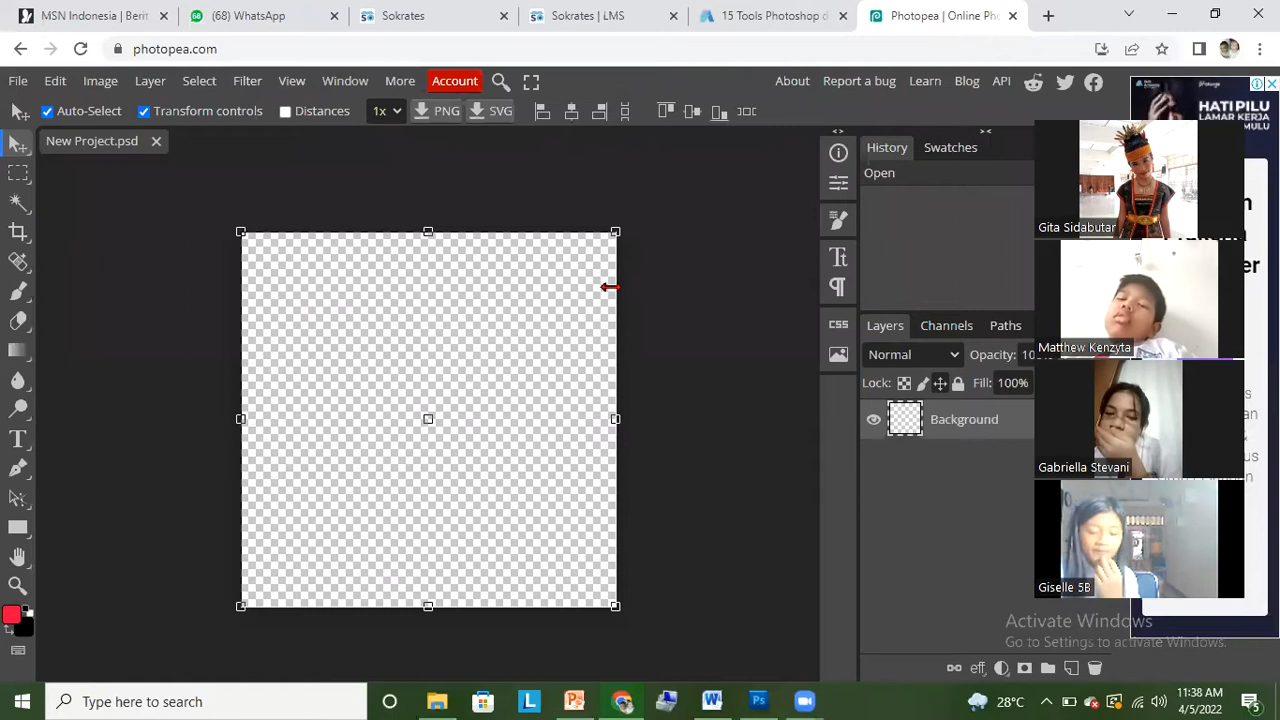 MSN Indonesia | Berit
(68) WhatsApp
Sokrates
Sokrates | LMS
15 Tools Photoshop d
Photopea | Online Pho
photopea.com
File Edit Image Layer Select Filter View Window More Account
About Report a bug Learn Blog API
Auto-Select Transform controls Distances 1x PNG SVG
HATI PILU
LAMAR KERJA
New Project.psd
History Swatches
Open
Gita Sidabutar
Matthew Kenzyta
Layers Channels Paths
Normal Opacity: 10
Lock: Fill: 100%
CSS
Background
Gabriella Stevani
Giselle 5B
Activate Windows
Go to Settings to activate Windows.
eff
Type here to search
28°C
11:38 AM
4/5/2022
5